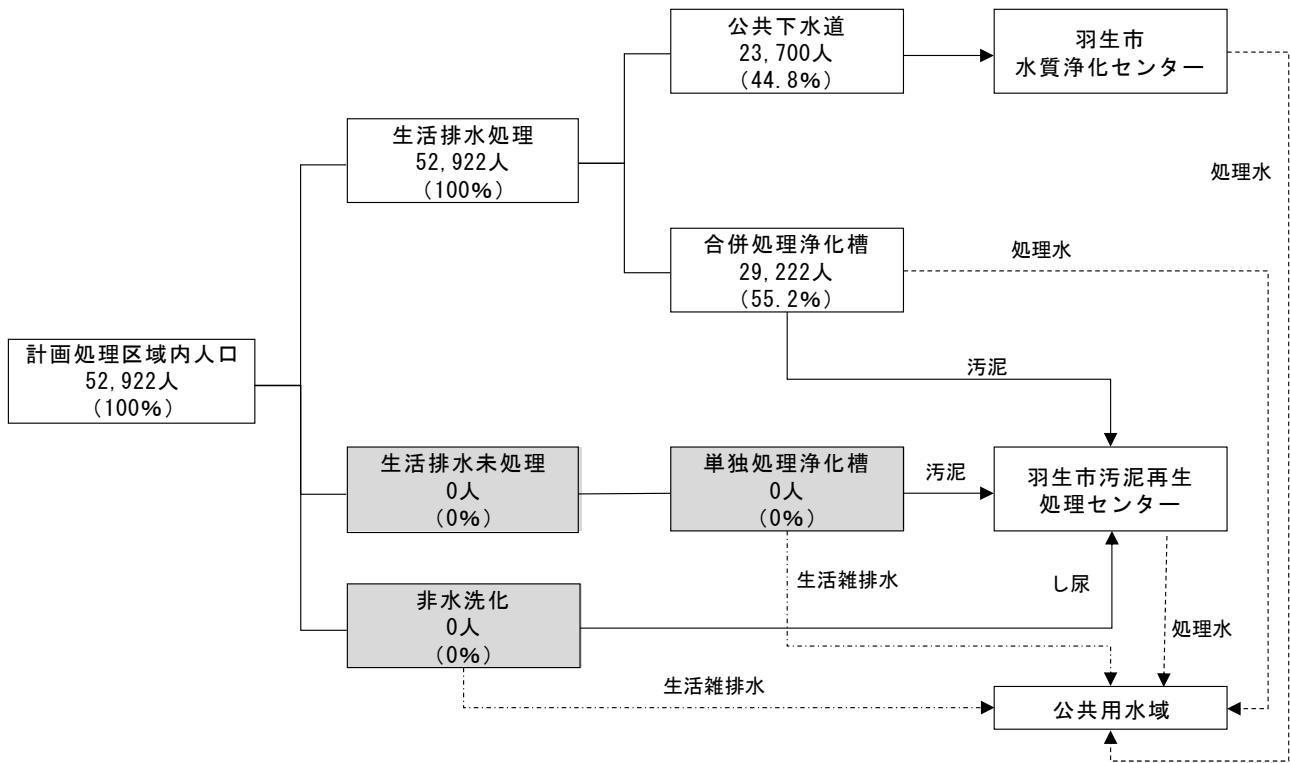 公共下水道
23,700人
(44.8%)
羽生市
水質浄化センター
生活排水処理
52,922人
(100%)
処理水
合併処理浄化槽
29,222人
(55.2%)
処理水
計画処理区域内人口
52,922人
(100%)
汚泥
生活排水未処理
0人
(0%)
単独処理浄化槽
0人
(0%)
汚泥
羽生市汚泥再生
処理センター
生活雑排水
し尿
非水洗化
0人
(0%)
処理水
生活雑排水
公共用水域